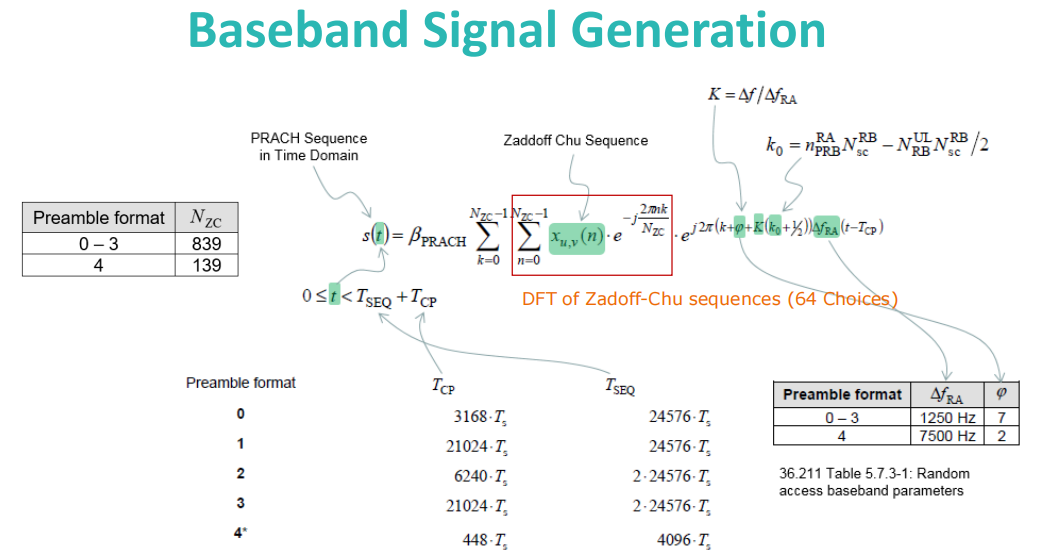 Baseband Signal Generation
K = Δf/Δf_RA
PRACH Sequence
in Time Domain
Zaddoff Chu Sequence
k_0 = n_PRB^RA N_sc^RB − N_RB^UL N_sc^RB/2
Preamble format N_ZC
0 – 3 839
4 139
s(t) = β_PRACH ∑_{k=0}^{N_ZC−1} ∑_{n=0}^{N_ZC−1} x_{u,v}(n) · e^{−j 2πnk/N_ZC} · e^{j2π(k+φ+K(k_0+1/2))Δf_RA(t−T_CP)}
0 ≤ t < T_SEQ + T_CP
DFT of Zadoff-Chu sequences (64 Choices)
Preamble format T_CP T_SEQ
0 3168·T_s 24576·T_s
1 21024·T_s 24576·T_s
2 6240·T_s 2·24576·T_s
3 21024·T_s 2·24576·T_s
4* 448·T_s 4096·T_s
Preamble format Δf_RA φ
0 – 3 1250 Hz 7
4 7500 Hz 2
36.211 Table 5.7.3-1: Random
access baseband parameters